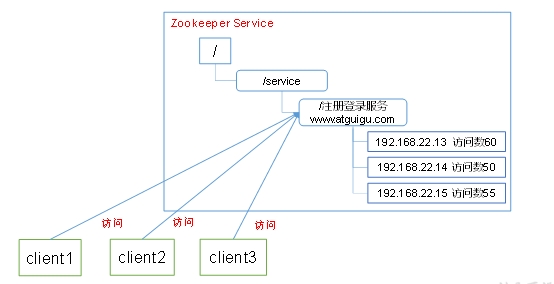 Zookeeper Service
/
/service
/注册登录服务
www.atguigu.com
192.168.22.13 访问数60
192.168.22.14 访问数50
192.168.22.15 访问数55
访问
访问
访问
client1
client2
client3